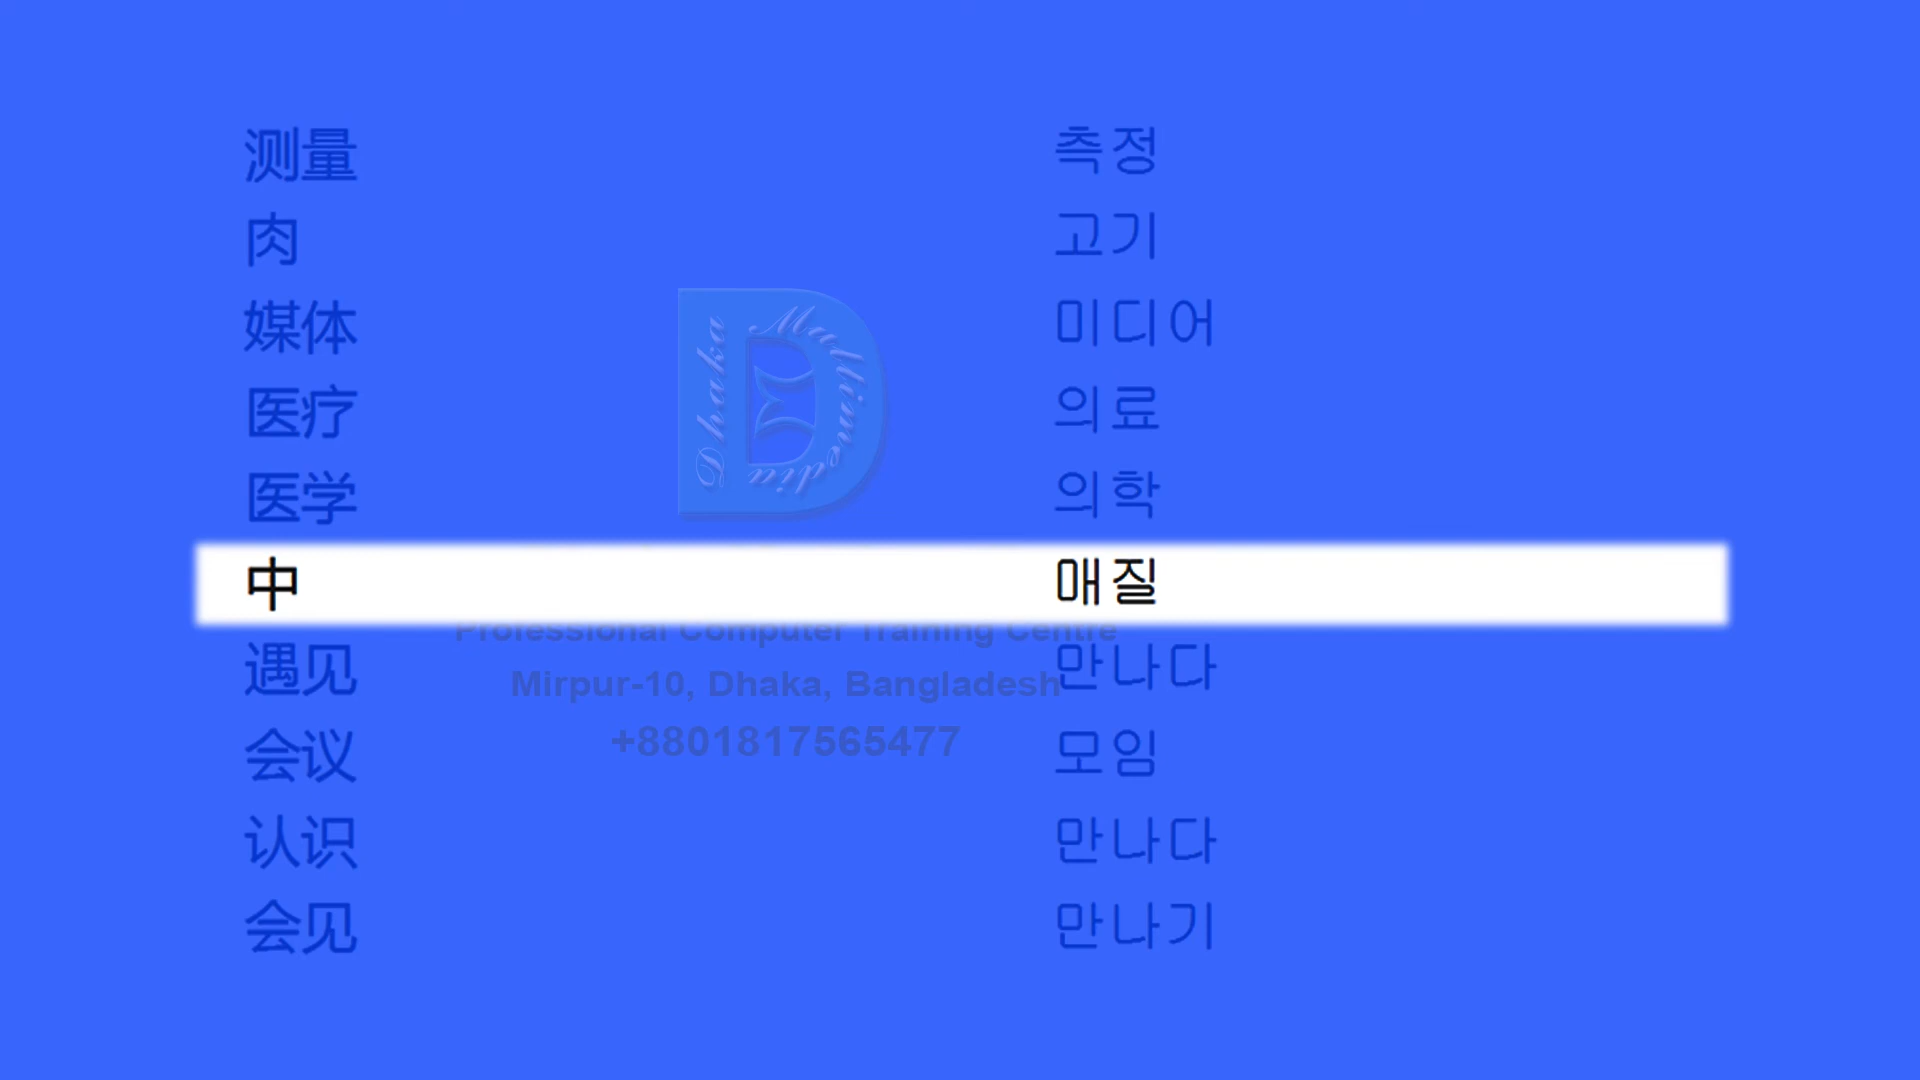 测量 측정
肉 고기
媒体 미디어
医疗 의료
医学 의학
中 매질
遇见 만나다
会议 모임
认识 만나다
会见 만나기
Dhaka Multimedia
Professional Computer Training Centre
Mirpur-10, Dhaka, Bangladesh
+8801817565477